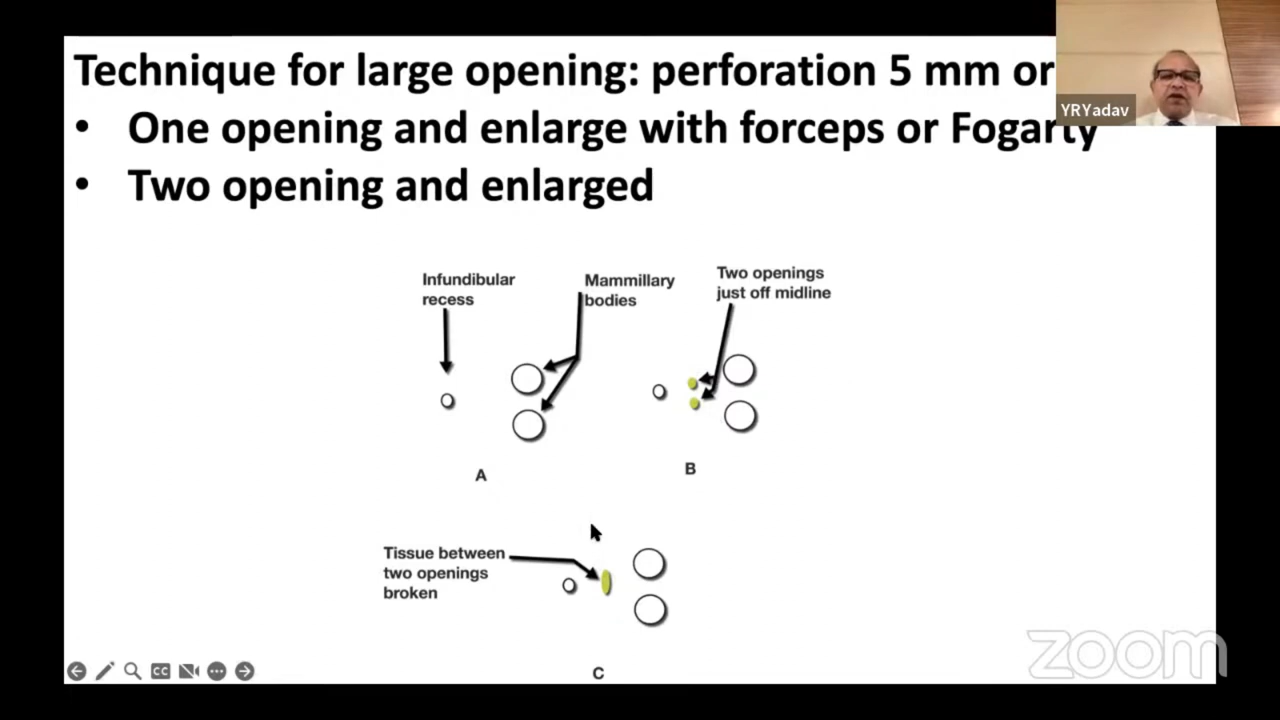 Technique for large opening: perforation 5 mm or
YRYadav
• One opening and enlarge with forceps or Fogarty
• Two opening and enlarged
Infundibular
recess
Mammillary
bodies
Two openings
just off midline
A
B
Tissue between
two openings
broken
C
CC
zoom